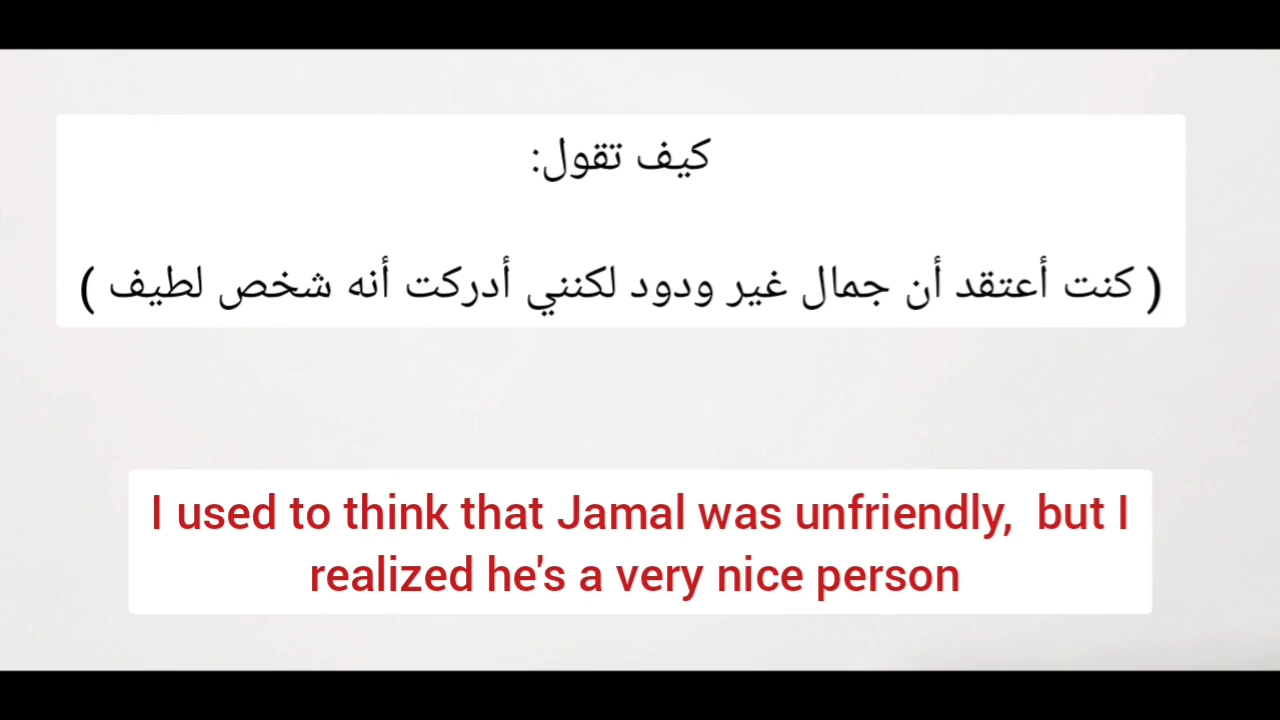 كيف تقول:
( كنت أعتقد أن جمال غير ودود لكنني أدركت أنه شخص لطيف )
I used to think that Jamal was unfriendly,  but I
realized he's a very nice person